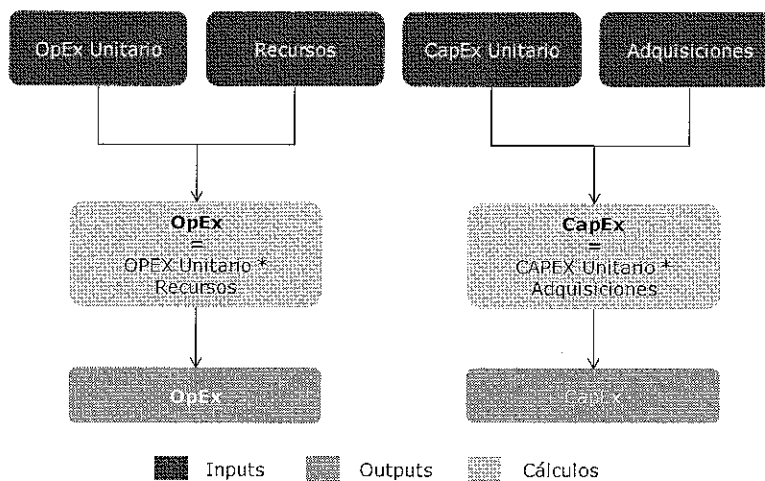 OpEx Unitario
Recursos
CapEx Unitario
Adquisiciones
OpEx
=
OPEX Unitario *
Recursos
CapEx
=
CAPEX Unitario *
Adquisiciones
OpEx
CapEx
Inputs
Outputs
Cálculos